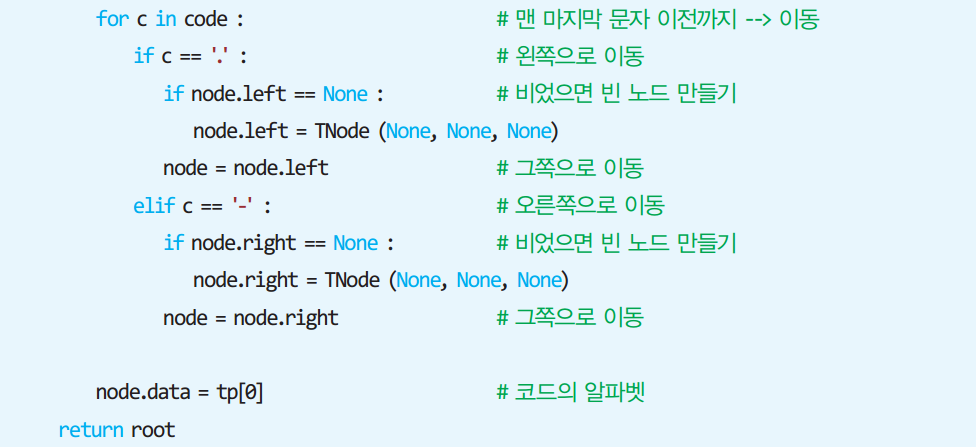 for c in code :    # 맨 마지막 문자 이전까지 --> 이동
if c == '.' :    # 왼쪽으로 이동
if node.left == None :    # 비었으면 빈 노드 만들기
node.left = TNode (None, None, None)
node = node.left    # 그쪽으로 이동
elif c == '-' :    # 오른쪽으로 이동
if node.right == None :    # 비었으면 빈 노드 만들기
node.right = TNode (None, None, None)
node = node.right    # 그쪽으로 이동
node.data = tp[0]    # 코드의 알파벳
return root